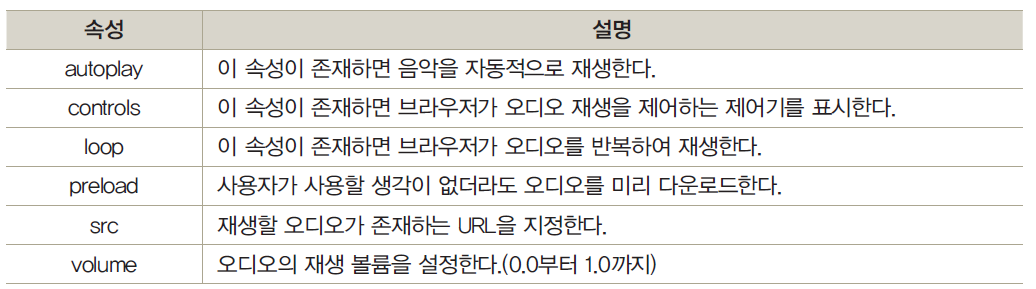 속성 설명
autoplay 이 속성이 존재하면 음악을 자동적으로 재생한다.
controls 이 속성이 존재하면 브라우저가 오디오 재생을 제어하는 제어기를 표시한다.
loop 이 속성이 존재하면 브라우저가 오디오를 반복하여 재생한다.
preload 사용자가 사용할 생각이 없더라도 오디오를 미리 다운로드한다.
src 재생할 오디오가 존재하는 URL을 지정한다.
volume 오디오의 재생 볼륨을 설정한다.(0.0부터 1.0까지)